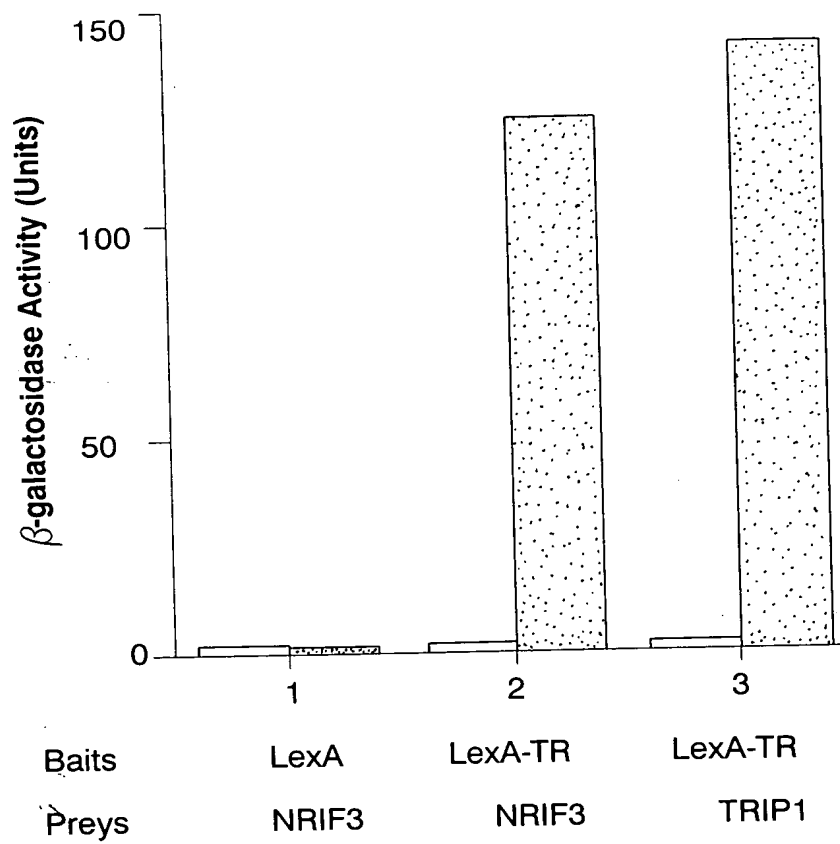 150
100
50
0
β-galactosidase Activity (Units)
1 2 3
Baits LexA LexA-TR LexA-TR
Preys NRIF3 NRIF3 TRIP1